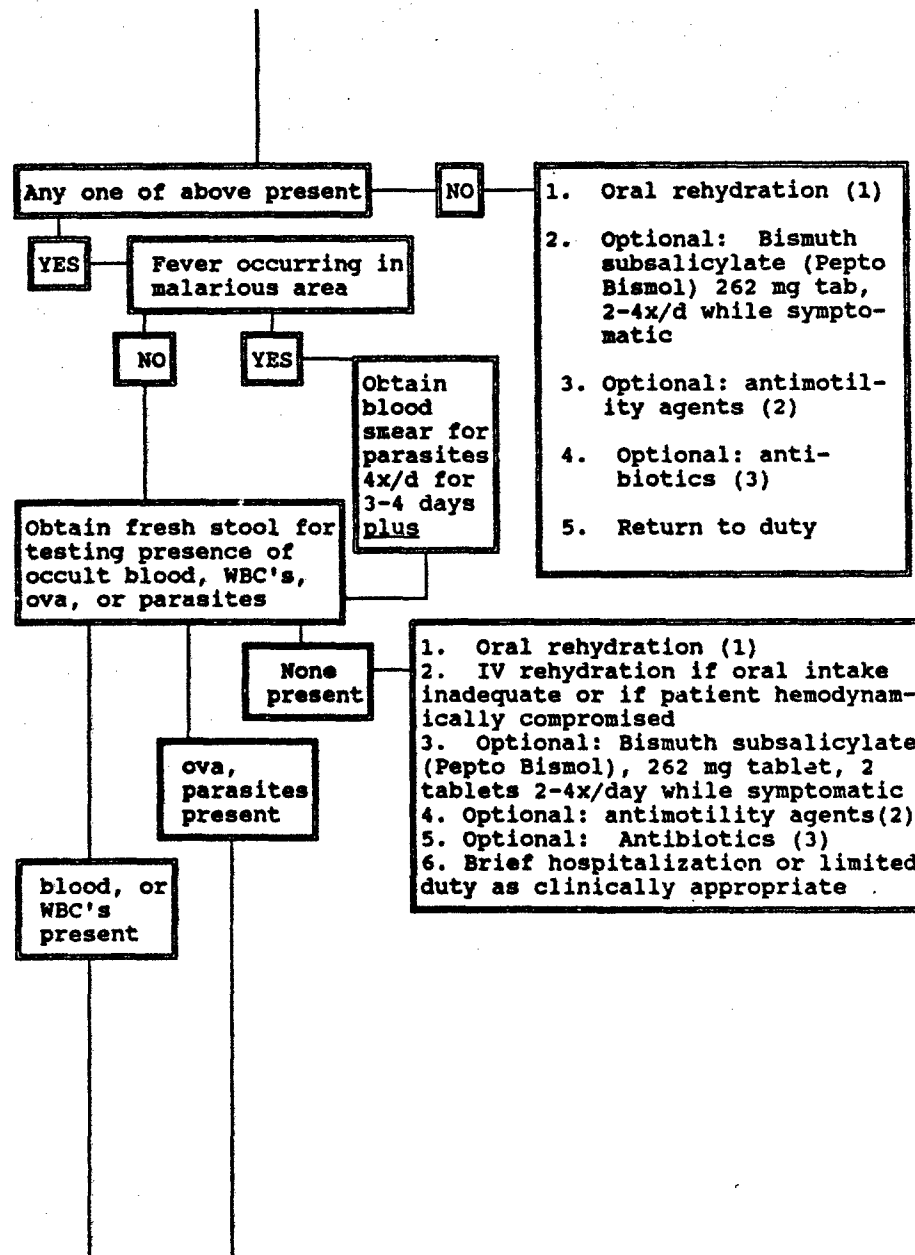 Any one of above present
NO
1. Oral rehydration (1)
2. Optional: Bismuth
subsalicylate (Pepto
Bismol) 262 mg tab,
2-4x/d while sympto-
matic
3. Optional: antimotil-
ity agents (2)
4. Optional: anti-
biotics (3)
5. Return to duty
YES
Fever occurring in
malarious area
NO
YES
Obtain
blood
smear for
parasites
4x/d for
3-4 days
plus
Obtain fresh stool for
testing presence of
occult blood, WBC's,
ova, or parasites
None
present
1. Oral rehydration (1)
2. IV rehydration if oral intake
inadequate or if patient hemodynam-
ically compromised
3. Optional: Bismuth subsalicylate
(Pepto Bismol), 262 mg tablet, 2
tablets 2-4x/day while symptomatic
4. Optional: antimotility agents(2)
5. Optional: Antibiotics (3)
6. Brief hospitalization or limited
duty as clinically appropriate
ova,
parasites
present
blood, or
WBC's
present